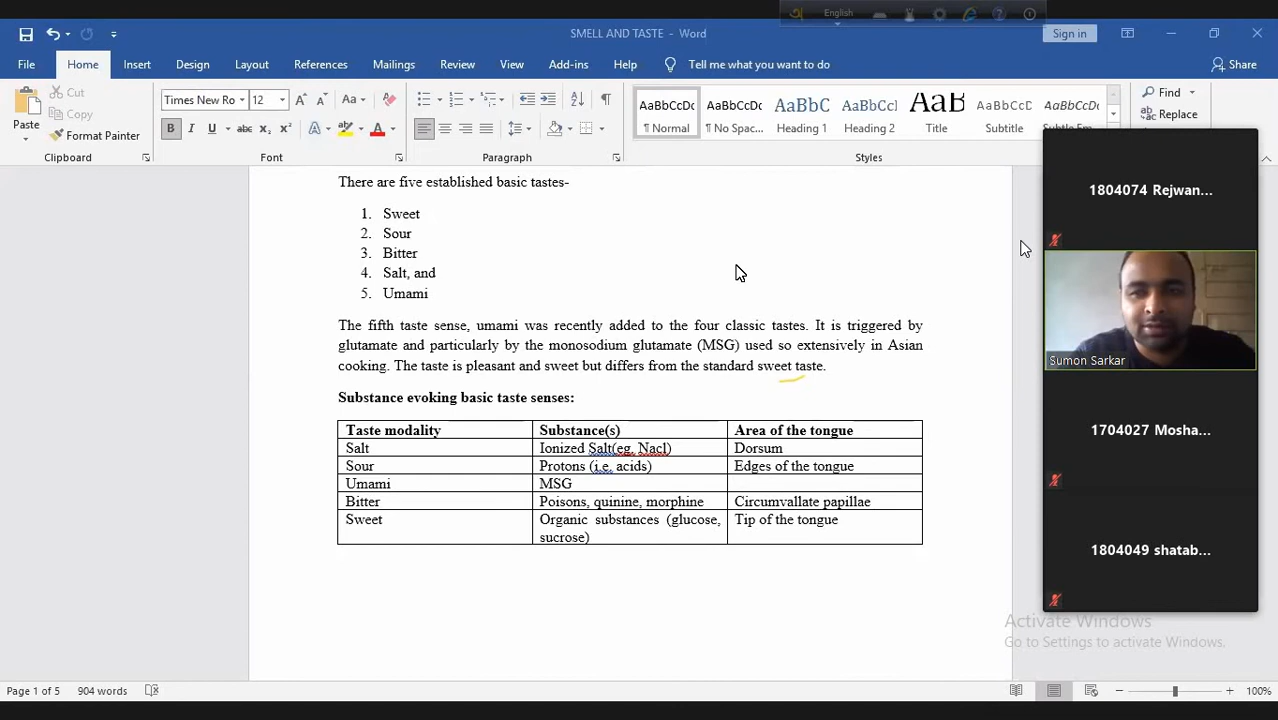 English
SMELL AND TASTE - Word
Sign in
File Home Insert Design Layout References Mailings Review View Add-ins Help Tell me what you want to do Share
Paste
Cut
Copy
Format Painter
Clipboard
Times New Ro 12
Aa
B I U abc x₂ x²
Font
Paragraph
AaBbCcDc AaBbCcDc AaBbC AaBbCcD AaB AaBbCcD AaBbCcDc
¶ Normal ¶ No Spac... Heading 1 Heading 2 Title Subtitle Subtle Em
Styles
Find
Replace
There are five established basic tastes-
1. Sweet
2. Sour
3. Bitter
4. Salt, and
5. Umami
The fifth taste sense, umami was recently added to the four classic tastes. It is triggered by
glutamate and particularly by the monosodium glutamate (MSG) used so extensively in Asian
cooking. The taste is pleasant and sweet but differs from the standard sweet taste.
Substance evoking basic taste senses:
Taste modality Substance(s) Area of the tongue
Salt Ionized Salt(eg. Nacl) Dorsum
Sour Protons (i.e. acids) Edges of the tongue
Umami MSG
Bitter Poisons, quinine, morphine Circumvallate papillae
Sweet Organic substances (glucose, Tip of the tongue
sucrose)
1804074 Rejwan...
Sumon Sarkar
1704027 Mosha...
1804049 shatab...
Activate Windows
Go to Settings to activate Windows.
Page 1 of 5 904 words
100%